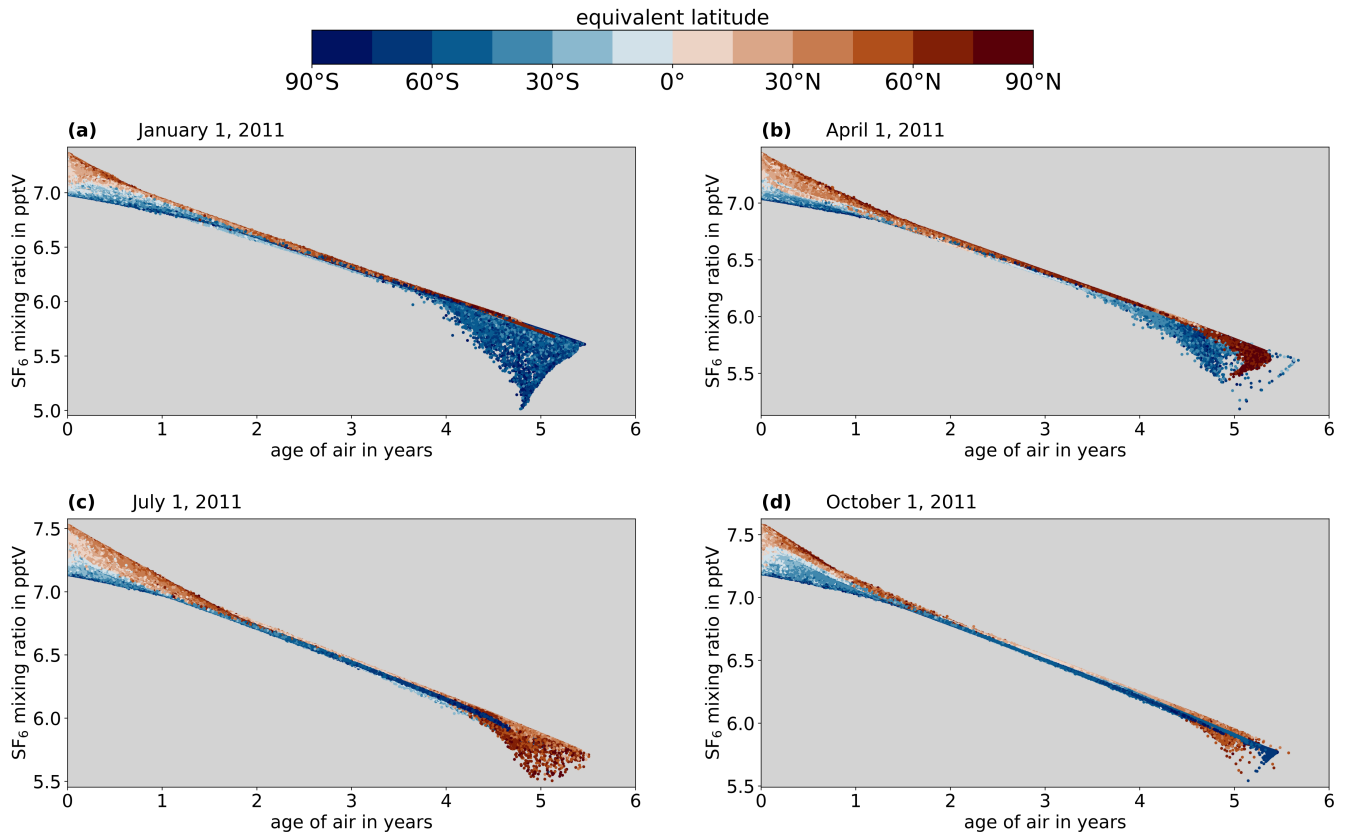 equivalent latitude
90°S 60°S 30°S 0° 30°N 60°N 90°N
(a) January 1, 2011
SF6 mixing ratio in pptV
7.0
6.5
6.0
5.5
5.0
0 1 2 3 4 5 6
age of air in years
(b) April 1, 2011
SF6 mixing ratio in pptV
7.0
6.5
6.0
5.5
0 1 2 3 4 5 6
age of air in years
(c) July 1, 2011
SF6 mixing ratio in pptV
7.5
7.0
6.5
6.0
5.5
0 1 2 3 4 5 6
age of air in years
(d) October 1, 2011
SF6 mixing ratio in pptV
7.5
7.0
6.5
6.0
5.5
0 1 2 3 4 5 6
age of air in years